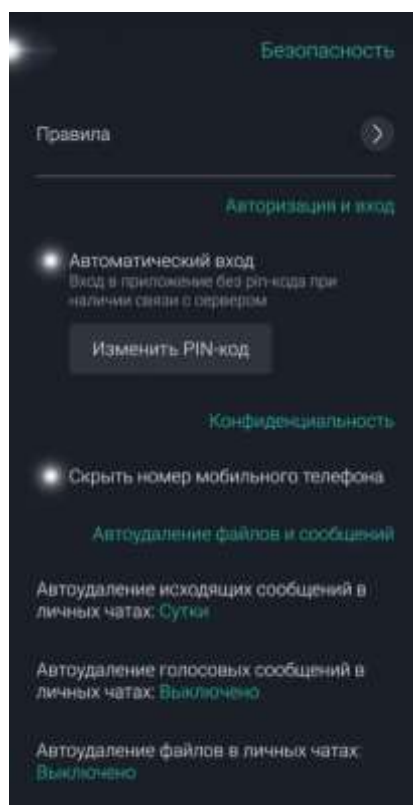 Безопасность
Правила
Авторизация и вход
Автоматический вход
Вход в приложение без pin-кода при
наличии связи с сервером
Изменить PIN-код
Конфиденциальность
Скрыть номер мобильного телефона
Автоудаление файлов и сообщений
Автоудаление исходящих сообщений в
личных чатах: Сутки
Автоудаление голосовых сообщений в
личных чатах: Выключено
Автоудаление файлов в личных чатах:
Выключено